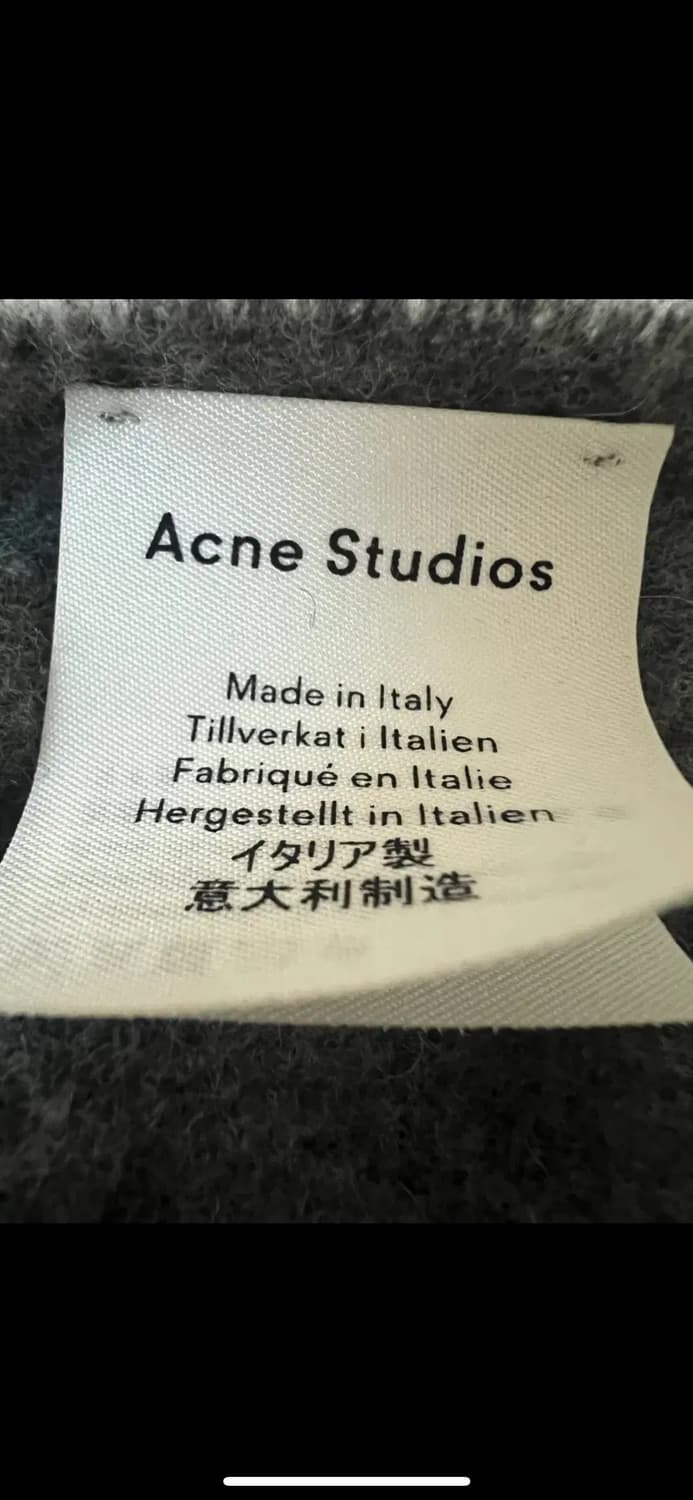 Acne Studios
Made in Italy
Tillverkat i Italien
Fabriqué en Italie
Hergestellt in Italien
イタリア製
意大利制造